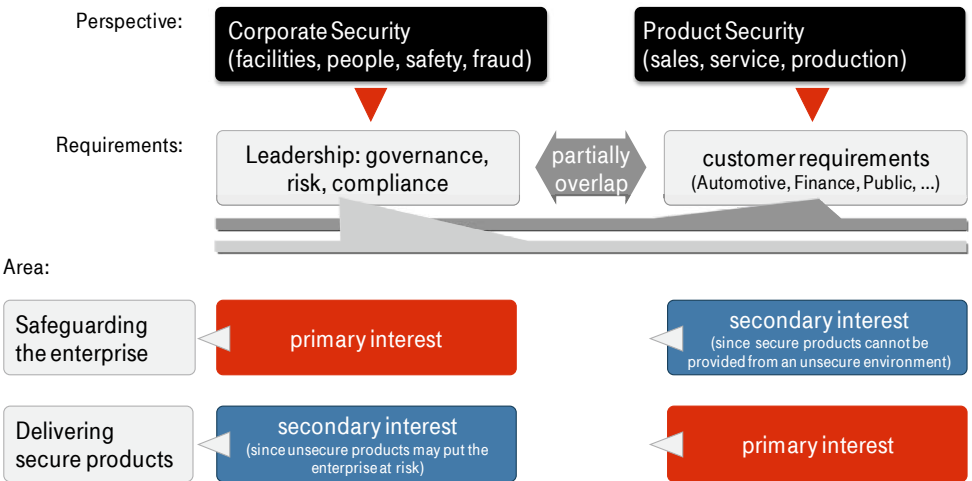 Perspective:
Corporate Security
(facilities, people, safety, fraud)
Product Security
(sales, service, production)
Requirements:
Leadership: governance,
risk, compliance
partially
overlap
customer requirements
(Automotive, Finance, Public, ...)
Area:
Safeguarding
the enterprise
primary interest
secondary interest
(since secure products cannot be
provided from an unsecure environment)
Delivering
secure products
secondary interest
(since unsecure products may put the
enterprise at risk)
primary interest